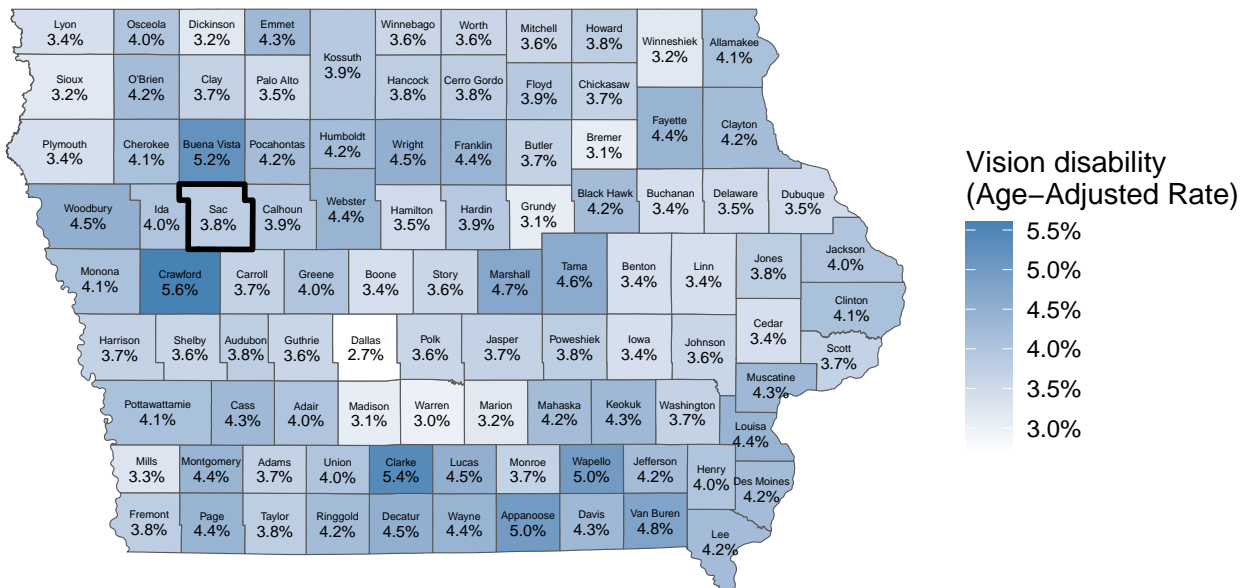 Lyon
3.4%
Osceola
4.0%
Dickinson
3.2%
Emmet
4.3%
Kossuth
3.9%
Winnebago
3.6%
Worth
3.6%
Mitchell
3.6%
Howard
3.8%
Winneshiek
3.2%
Allamakee
4.1%
Sioux
3.2%
O'Brien
4.2%
Clay
3.7%
Palo Alto
3.5%
Hancock
3.8%
Cerro Gordo
3.8%
Floyd
3.9%
Chickasaw
3.7%
Fayette
4.4%
Clayton
4.2%
Plymouth
3.4%
Cherokee
4.1%
Buena Vista
5.2%
Pocahontas
4.2%
Humboldt
4.2%
Wright
4.5%
Franklin
4.4%
Butler
3.7%
Bremer
3.1%
Woodbury
4.5%
Ida
4.0%
Sac
3.8%
Calhoun
3.9%
Webster
4.4%
Hamilton
3.5%
Hardin
3.9%
Grundy
3.1%
Black Hawk
4.2%
Buchanan
3.4%
Delaware
3.5%
Dubuque
3.5%
Monona
4.1%
Crawford
5.6%
Carroll
3.7%
Greene
4.0%
Boone
3.4%
Story
3.6%
Marshall
4.7%
Tama
4.6%
Benton
3.4%
Linn
3.4%
Jones
3.8%
Jackson
4.0%
Clinton
4.1%
Harrison
3.7%
Shelby
3.6%
Audubon
3.8%
Guthrie
3.6%
Dallas
2.7%
Polk
3.6%
Jasper
3.7%
Poweshiek
3.8%
Iowa
3.4%
Johnson
3.6%
Cedar
3.4%
Scott
3.7%
Muscatine
4.3%
Pottawattamie
4.1%
Cass
4.3%
Adair
4.0%
Madison
3.1%
Warren
3.0%
Marion
3.2%
Mahaska
4.2%
Keokuk
4.3%
Washington
3.7%
Louisa
4.4%
Mills
3.3%
Montgomery
4.4%
Adams
3.7%
Union
4.0%
Clarke
5.4%
Lucas
4.5%
Monroe
3.7%
Wapello
5.0%
Jefferson
4.2%
Henry
4.0%
Des Moines
4.2%
Fremont
3.8%
Page
4.4%
Taylor
3.8%
Ringgold
4.2%
Decatur
4.5%
Wayne
4.4%
Appanoose
5.0%
Davis
4.3%
Van Buren
4.8%
Lee
4.2%
Vision disability
(Age−Adjusted Rate)
5.5%
5.0%
4.5%
4.0%
3.5%
3.0%